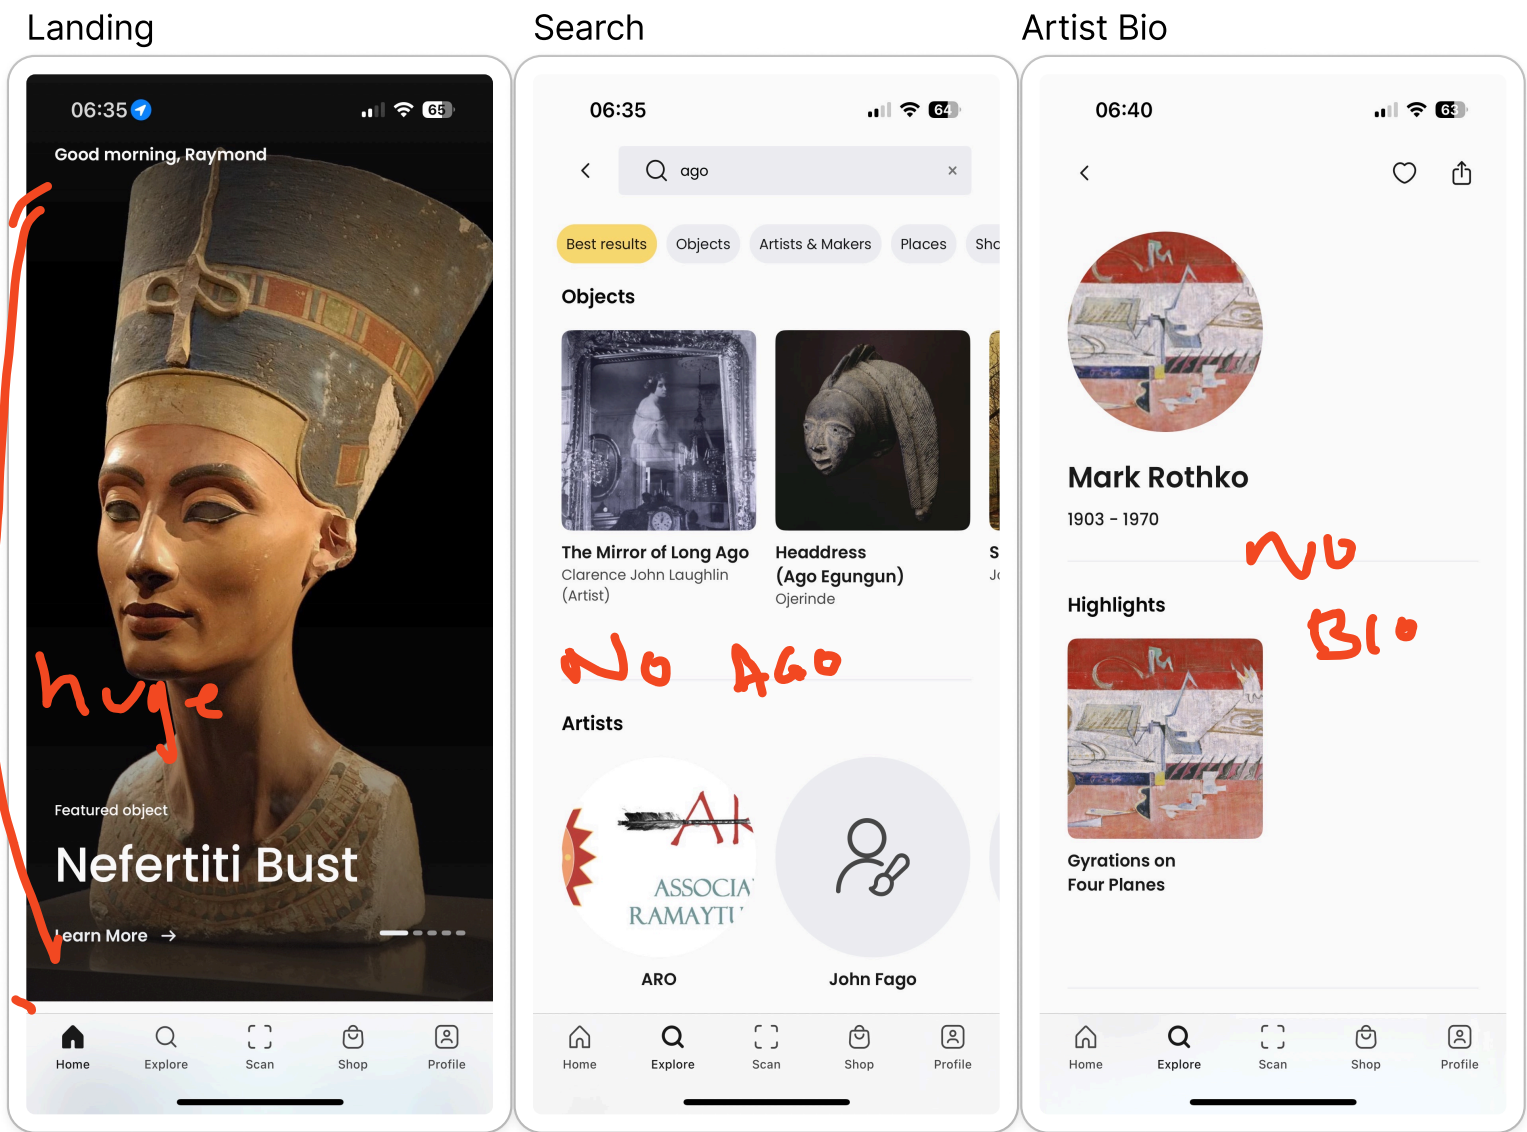 Landing
06:35
65
Good morning, Raymond
huge
Featured object
Nefertiti Bust
Learn More →
Home Explore Scan Shop Profile
Search
06:35
64
ago ×
Best results Objects Artists & Makers Places Sho
Objects
The Mirror of Long Ago
Clarence John Laughlin
(Artist)
Headdress
(Ago Egungun)
Ojerinde
S
Jo
No AGO
Artists
ASSOCIA
RAMAYTU
ARO
John Fago
Home Explore Scan Shop Profile
Artist Bio
06:40
63
Mark Rothko
1903 - 1970
No
BIO
Highlights
Gyrations on
Four Planes
Home Explore Scan Shop Profile